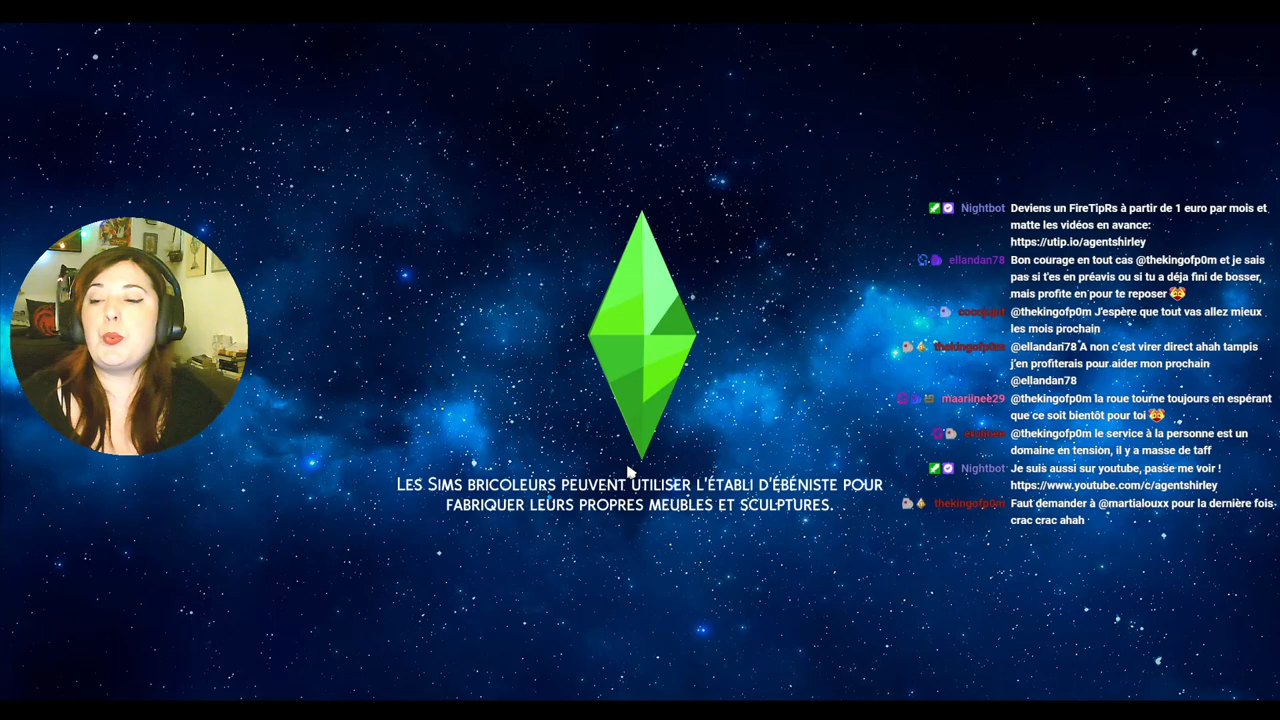 LES SIMS BRICOLEURS PEUVENT UTILISER L'ÉTABLI D'ÉBÉNISTE POUR
FABRIQUER LEURS PROPRES MEUBLES ET SCULPTURES.
Nightbot Deviens un FireTipRs à partir de 1 euro par mois et
matte les vidéos en avance:
https://utip.io/agentshirley
ellandan78 Bon courage en tout cas @thekingofp0m et je sais
pas si t'es en préavis ou si tu a déja fini de bosser,
mais profite en pour te reposer
@thekingofp0m J'espère que tout vas allez mieux
les mois prochain
thekingofp0m @ellandan78 A non c'est virer direct ahah tampis
j'en profiterais pour aider mon prochain
@ellandan78
maariinee29 @thekingofp0m la roue tourne toujours en espérant
que ce soit bientôt pour toi
@thekingofp0m le service à la personne est un
domaine en tension, il y a masse de taff
Nightbot Je suis aussi sur youtube, passe me voir !
https://www.youtube.com/c/agentshirley
thekingofp0m Faut demander à @martialouxx pour la dernière fois
crac crac ahah